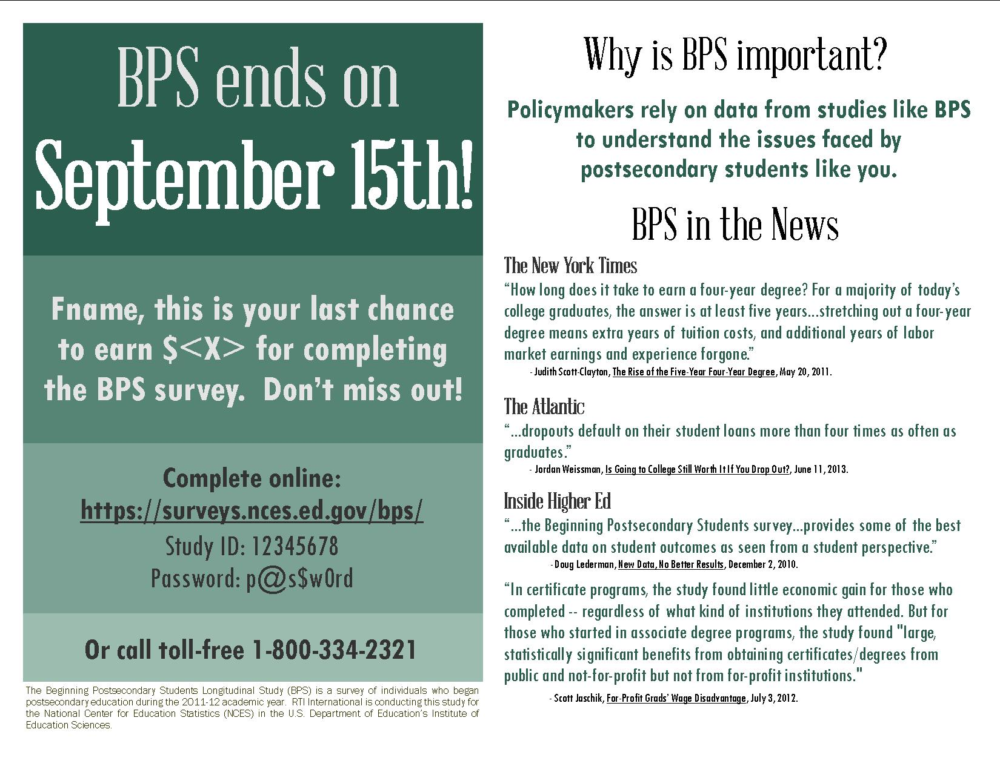 BPS ends on
September 15th!
Fname, this is your last chance
to earn $<X> for completing
the BPS survey.  Don’t miss out!
Complete online:
https://surveys.nces.ed.gov/bps/
Study ID: 12345678
Password: p@s$w0rd
Or call toll-free 1-800-334-2321
The Beginning Postsecondary Students Longitudinal Study (BPS) is a survey of individuals who began
postsecondary education during the 2011-12 academic year.  RTI International is conducting this study for
the National Center for Education Statistics (NCES) in the U.S. Department of Education’s Institute of
Education Sciences.
Why is BPS important?
Policymakers rely on data from studies like BPS
to understand the issues faced by
postsecondary students like you.
BPS in the News
The New York Times
“How long does it take to earn a four-year degree? For a majority of today’s
college graduates, the answer is at least five years...stretching out a four-year
degree means extra years of tuition costs, and additional years of labor
market earnings and experience forgone.”
- Judith Scott-Clayton, The Rise of the Five-Year Four-Year Degree, May 20, 2011.
The Atlantic
“...dropouts default on their student loans more than four times as often as
graduates.”
- Jordan Weissman, Is Going to College Still Worth It If You Drop Out?, June 11, 2013.
Inside Higher Ed
“...the Beginning Postsecondary Students survey...provides some of the best
available data on student outcomes as seen from a student perspective.”
- Doug Lederman, New Data, No Better Results, December 2, 2010.
“In certificate programs, the study found little economic gain for those who
completed -- regardless of what kind of institutions they attended. But for
those who started in associate degree programs, the study found "large,
statistically significant benefits from obtaining certificates/degrees from
public and not-for-profit but not from for-profit institutions."
- Scott Jaschik, For-Profit Grads’ Wage Disadvantage, July 3, 2012.